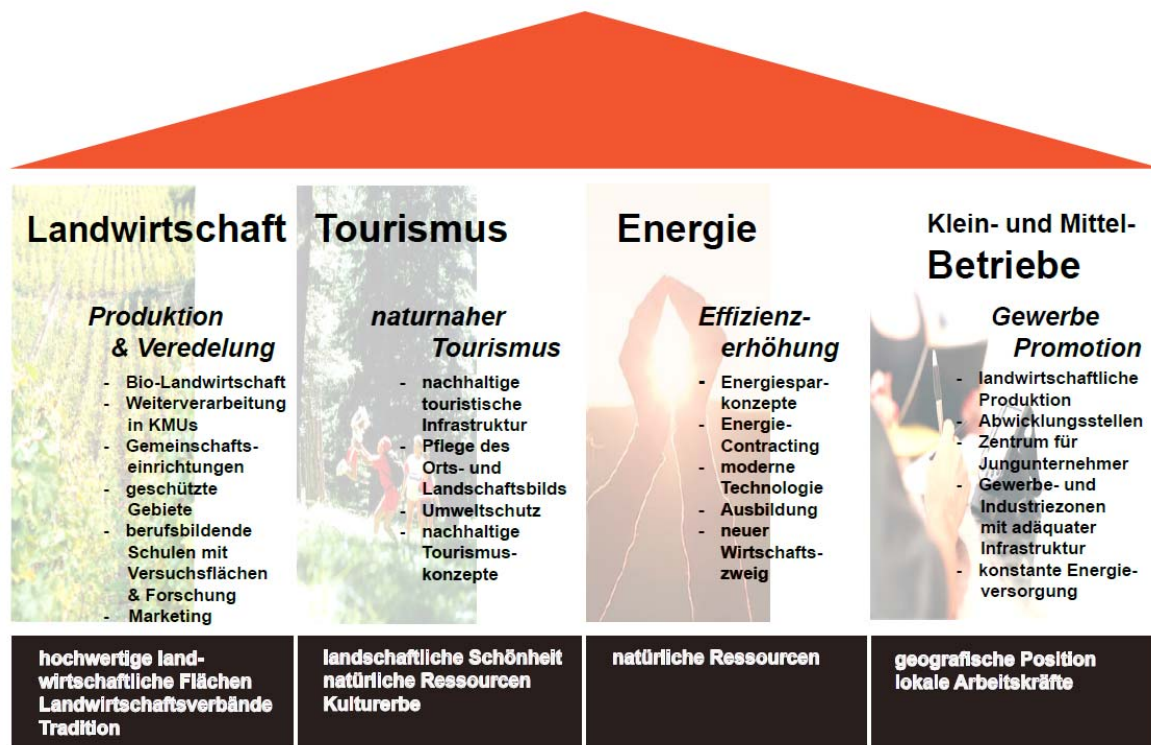 Landwirtschaft
Produktion
& Veredelung
- Bio-Landwirtschaft
- Weiterverarbeitung
in KMUs
- Gemeinschafts-
einrichtungen
- geschützte
Gebiete
- berufsbildende
Schulen mit
Versuchsflächen
& Forschung
- Marketing
hochwertige land-
wirtschaftliche Flächen
Landwirtschaftsverbände
Tradition
Tourismus
naturnaher
Tourismus
- nachhaltige
touristische
Infrastruktur
- Pflege des
Orts- und
Landschaftsbilds
- Umweltschutz
- nachhaltige
Tourismus-
konzepte
landschaftliche Schönheit
natürliche Ressourcen
Kulturerbe
Energie
Effizienz-
erhöhung
- Energiespar-
konzepte
- Energie-
Contracting
- moderne
Technologie
- Ausbildung
- neuer
Wirtschafts-
zweig
natürliche Ressourcen
Klein- und Mittel-
Betriebe
Gewerbe
Promotion
- landwirtschaftliche
Produktion
- Abwicklungsstellen
- Zentrum für
Jungunternehmer
- Gewerbe- und
Industriezonen
mit adäquater
Infrastruktur
- konstante Energie-
versorgung
geografische Position
lokale Arbeitskräfte